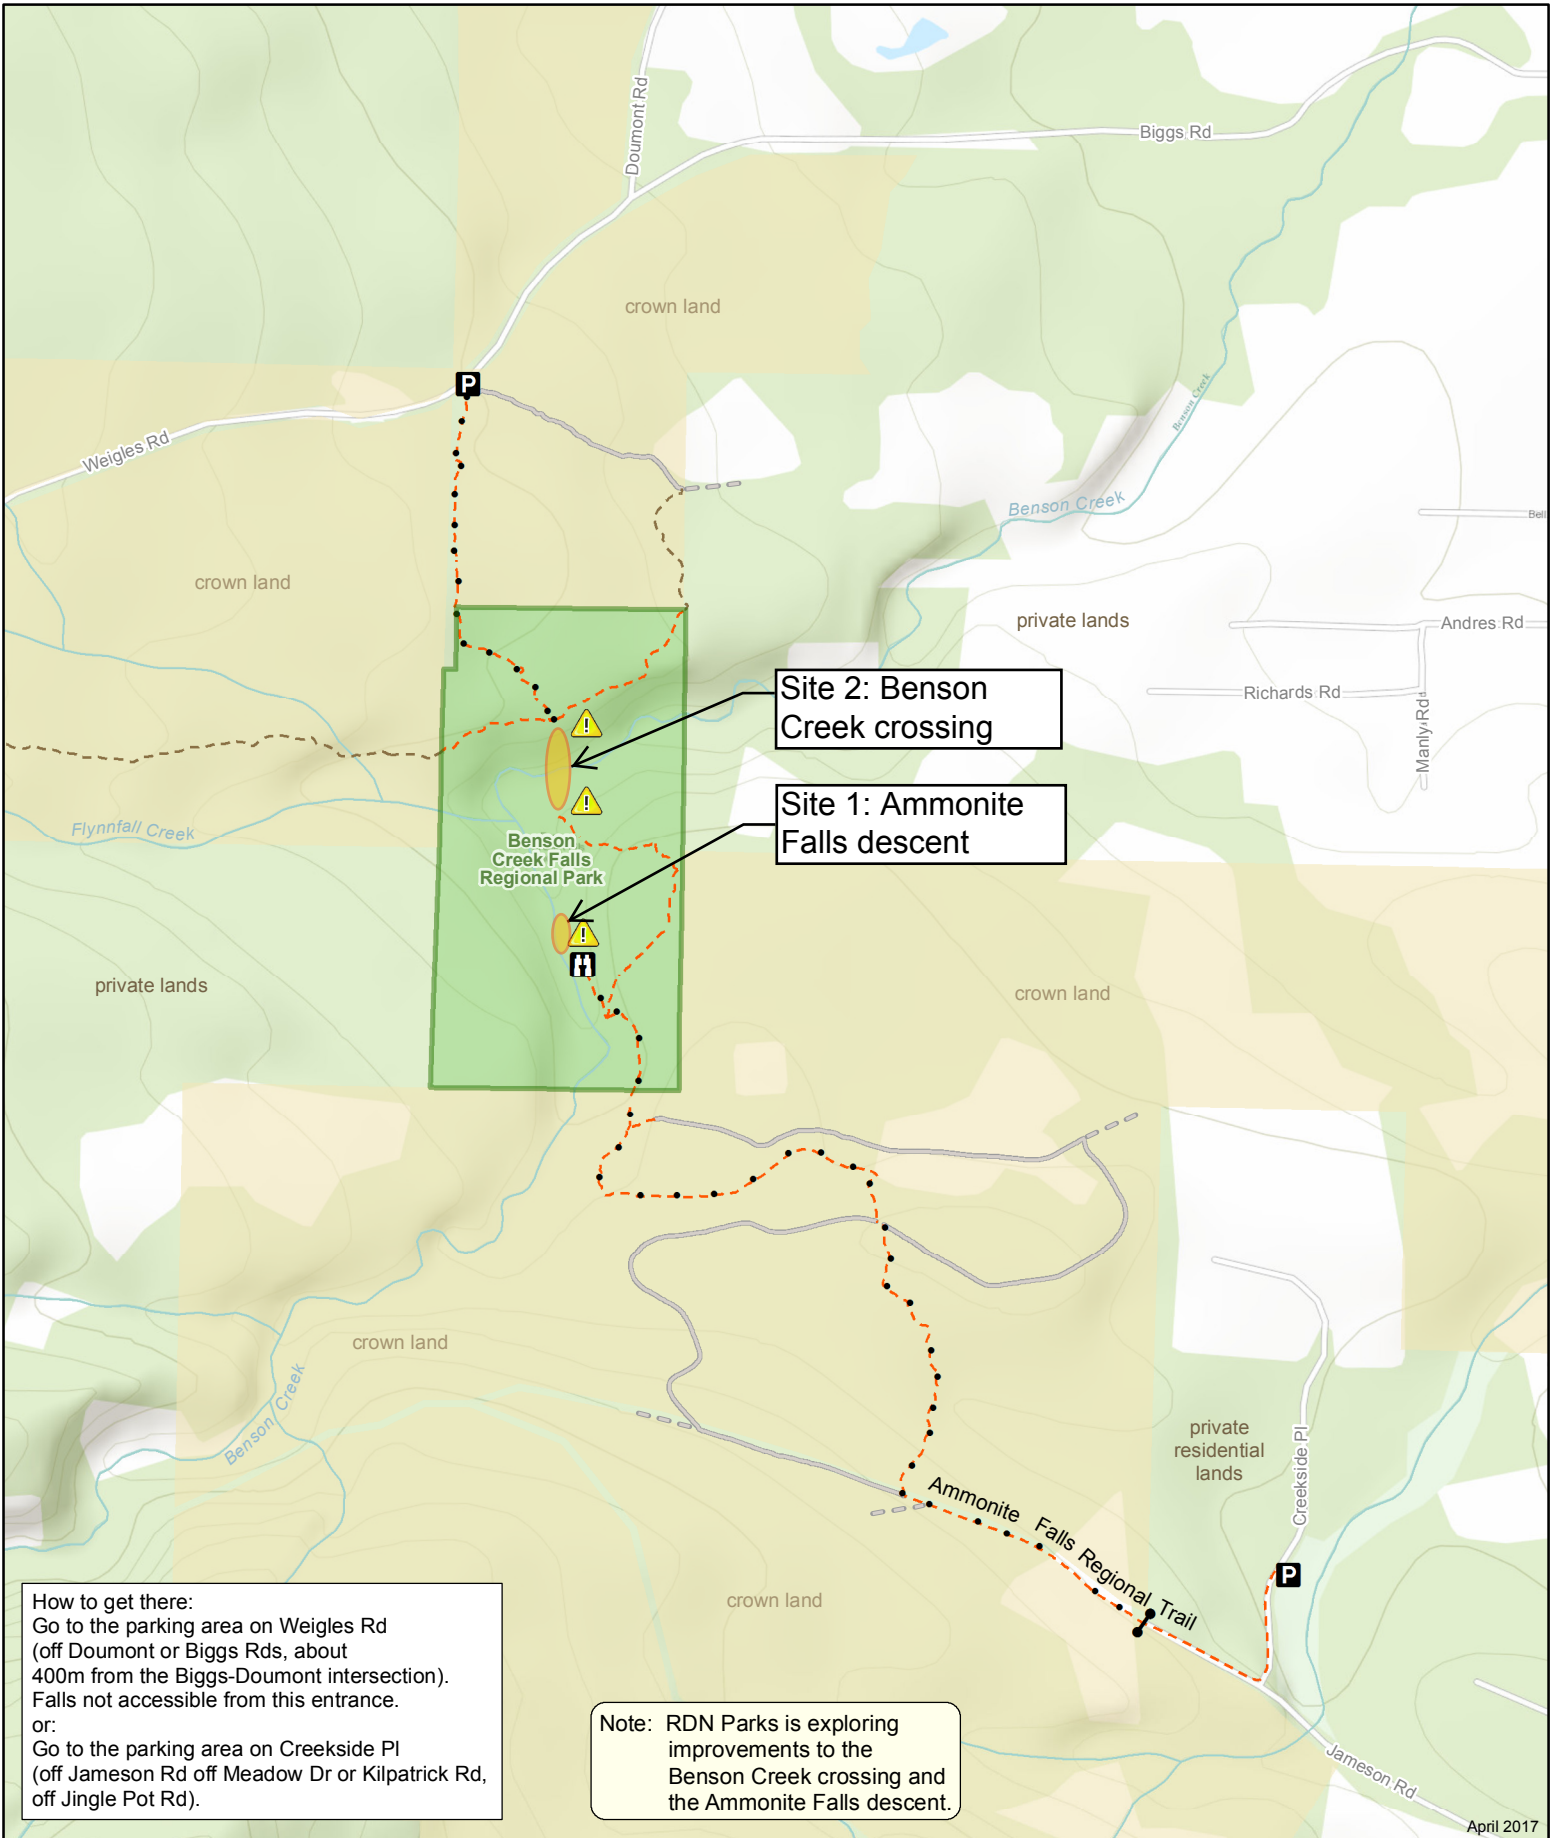 Doumont Rd
Biggs Rd
crown land
P
Weigles Rd
Benson Creek
Benson Creek
Bell
crown land
private lands
Andres Rd
Richards Rd
Manly Rd
Site 2: Benson
Creek crossing
!
!
Site 1: Ammonite
Falls descent
Flynnfall Creek
Benson
Creek Falls
Regional Park
!
private lands
crown land
crown land
Benson Creek
private
residential
lands
Creekside Pl
Ammonite Falls Regional Trail
P
crown land
Jameson Rd
How to get there:
Go to the parking area on Weigles Rd
(off Doumont or Biggs Rds, about
400m from the Biggs-Doumont intersection).
Falls not accessible from this entrance.
or:
Go to the parking area on Creekside Pl
(off Jameson Rd off Meadow Dr or Kilpatrick Rd,
off Jingle Pot Rd).
Note: RDN Parks is exploring
improvements to the
Benson Creek crossing and
the Ammonite Falls descent.
April 2017